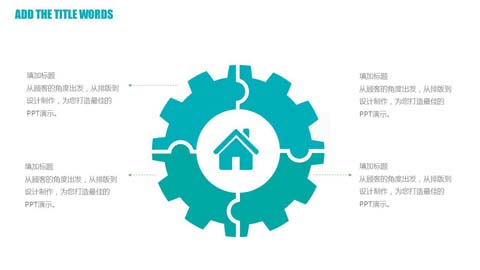 ADD THE TITLE WORDS
填加标题
从顾客的角度出发，从排版到
设计制作，为您打造最佳的
PPT演示。
填加标题
从顾客的角度出发，从排版到
设计制作，为您打造最佳的
PPT演示。
填加标题
从顾客的角度出发，从排版到
设计制作，为您打造最佳的
PPT演示。
填加标题
从顾客的角度出发，从排版到
设计制作，为您打造最佳的
PPT演示。